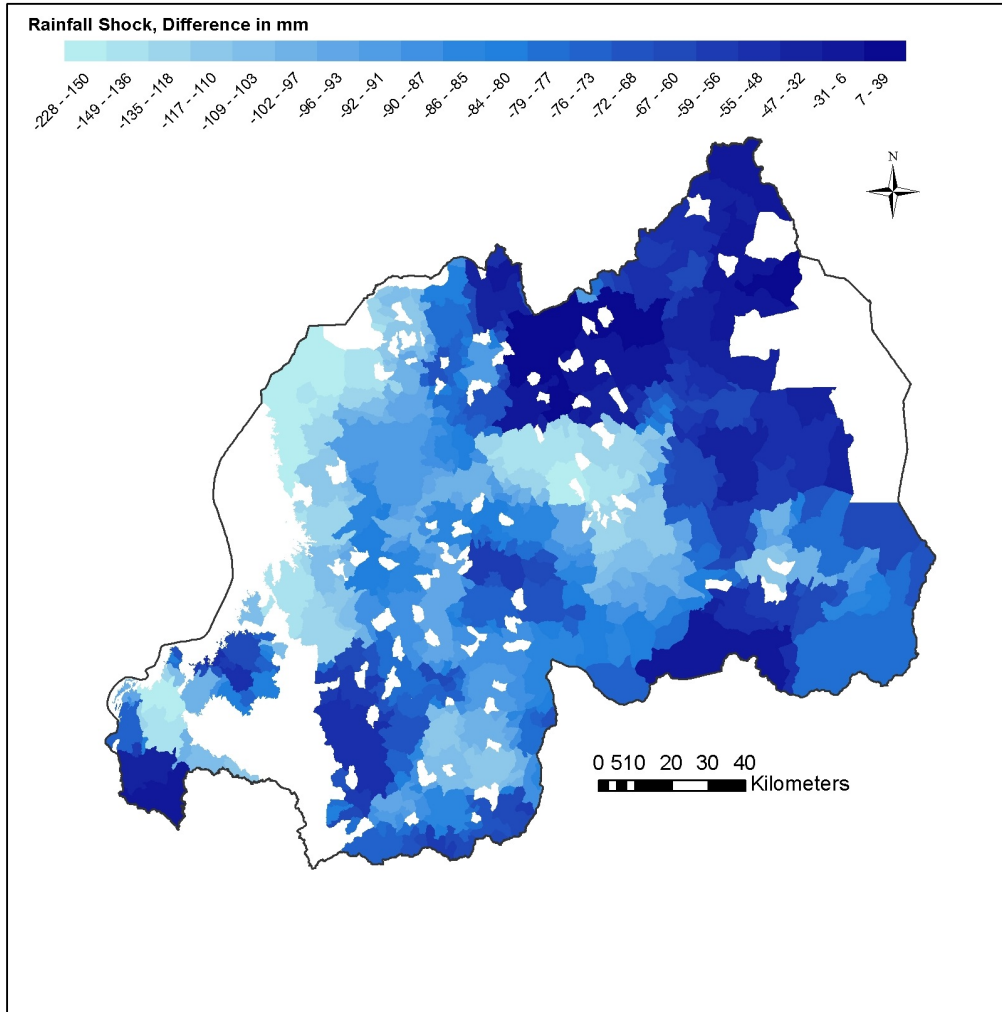 Rainfall Shock, Difference in mm
-228 - -150
-149 - -136
-135 - -118
-117 - -110
-109 - -103
-102 - -97
-96 - -93
-92 - -91
-90 - -87
-86 - -85
-84 - -80
-79 - -77
-76 - -73
-72 - -68
-67 - -60
-59 - -56
-55 - -48
-47 - -32
-31 - 6
7 - 39
N
0 510 20 30 40
Kilometers